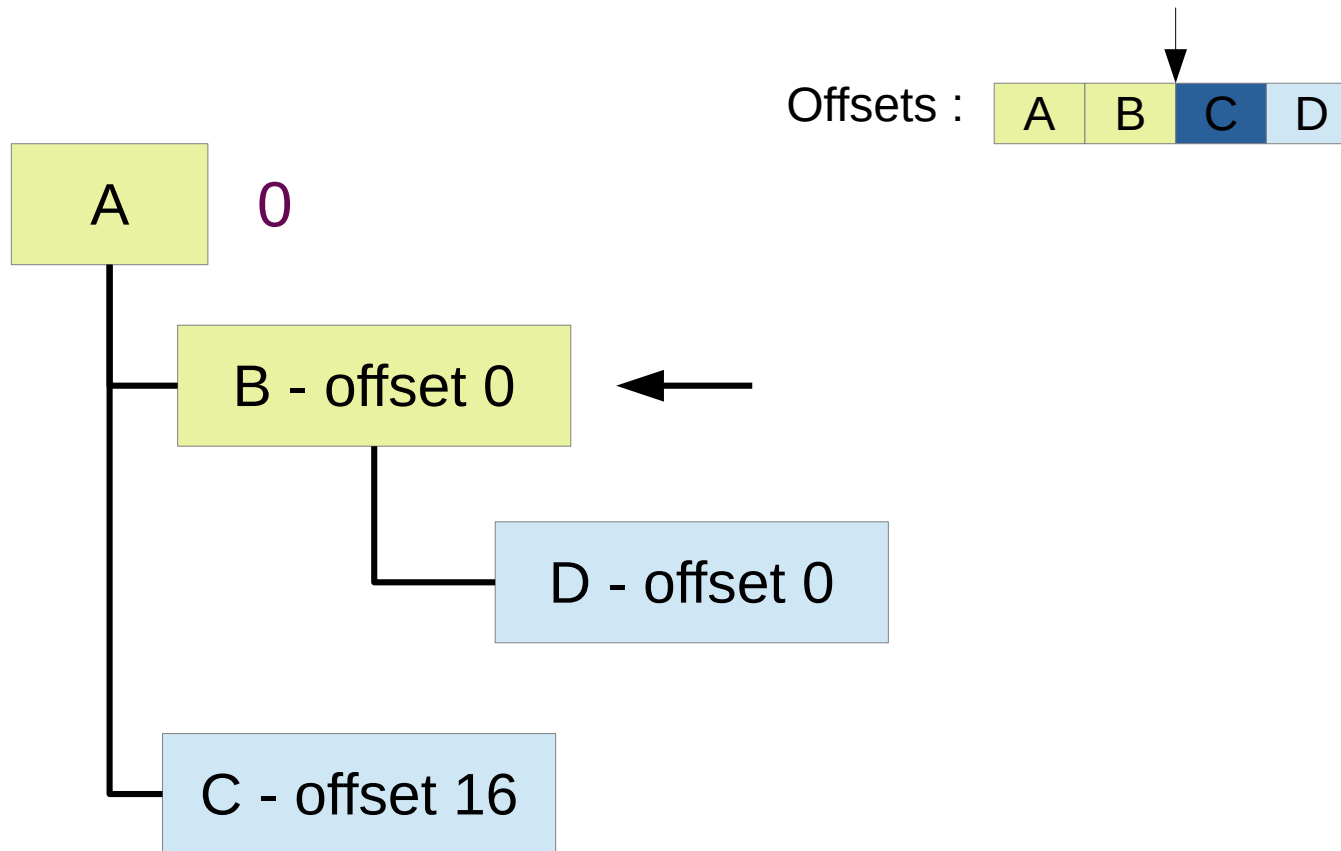 Offsets : A B C D
A 0
B - offset 0
D - offset 0
C - offset 16